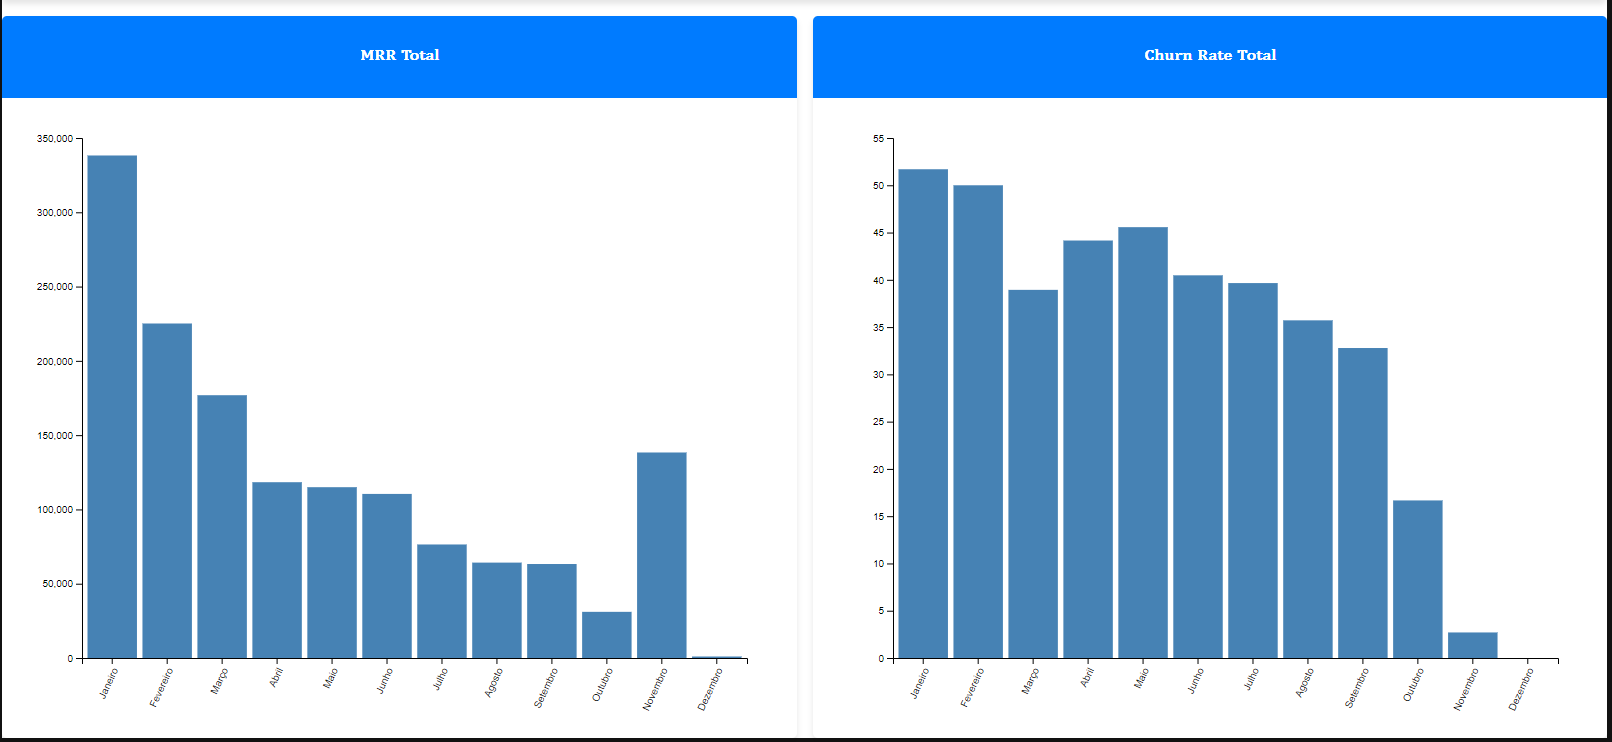 MRR Total
350,000
300,000
250,000
200,000
150,000
100,000
50,000
0
Janeiro
Fevereiro
Março
Abril
Maio
Junho
Julho
Agosto
Setembro
Outubro
Novembro
Dezembro
Churn Rate Total
55
50
45
40
35
30
25
20
15
10
5
0
Janeiro
Fevereiro
Março
Abril
Maio
Junho
Julho
Agosto
Setembro
Outubro
Novembro
Dezembro